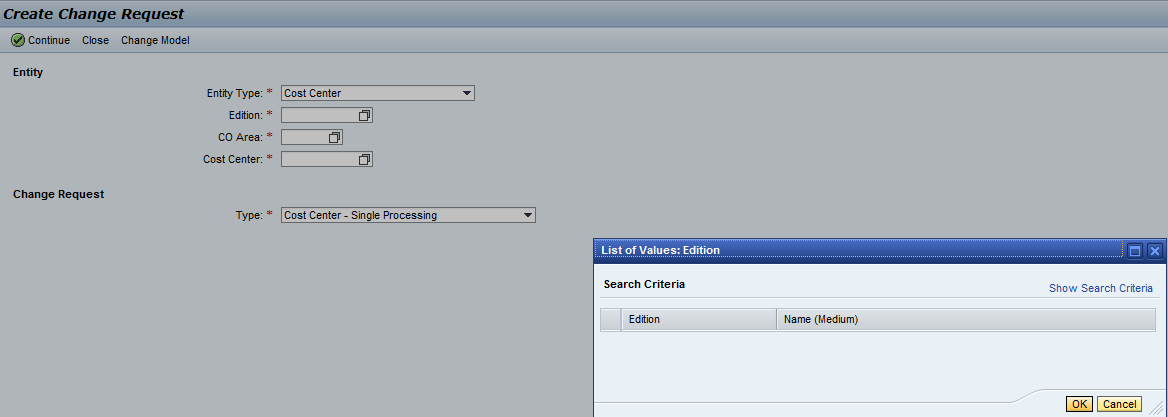 Create Change Request
Continue Close Change Model
Entity
Entity Type: * Cost Center
Edition: *
CO Area: *
Cost Center: *
Change Request
Type: * Cost Center - Single Processing
List of Values: Edition
Search Criteria
Show Search Criteria
Edition Name (Medium)
OK Cancel